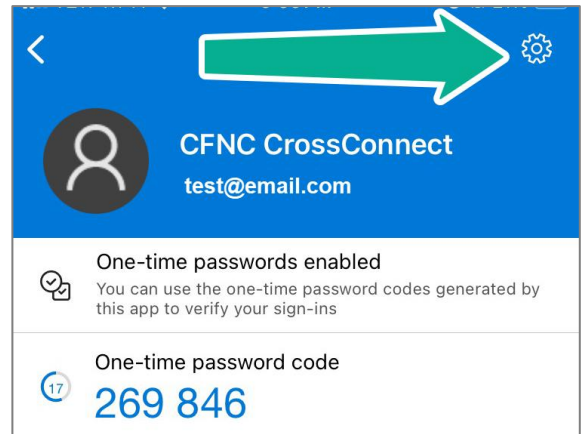 CFNC CrossConnect
test@email.com
One-time passwords enabled
You can use the one-time password codes generated by
this app to verify your sign-ins
One-time password code
17
269 846